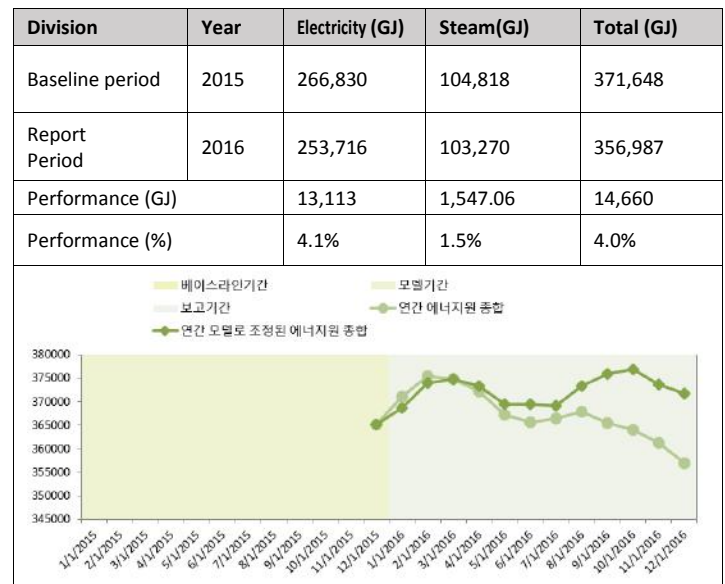 Division Year Electricity (GJ) Steam(GJ) Total (GJ)
Baseline period 2015 266,830 104,818 371,648
Report
Period 2016 253,716 103,270 356,987
Performance (GJ) 13,113 1,547.06 14,660
Performance (%) 4.1% 1.5% 4.0%
베이스라인기간 모델기간
보고기간 연간 에너지원 종합
연간 모델로 조정된 에너지원 종합
380000
375000
370000
365000
360000
355000
350000
345000
1/1/2015 2/1/2015 3/1/2015 4/1/2015 5/1/2015 6/1/2015 7/1/2015 8/1/2015 9/1/2015 10/1/2015 11/1/2015 12/1/2015 1/1/2016 2/1/2016 3/1/2016 4/1/2016 5/1/2016 6/1/2016 7/1/2016 8/1/2016 9/1/2016 10/1/2016 11/1/2016 12/1/2016